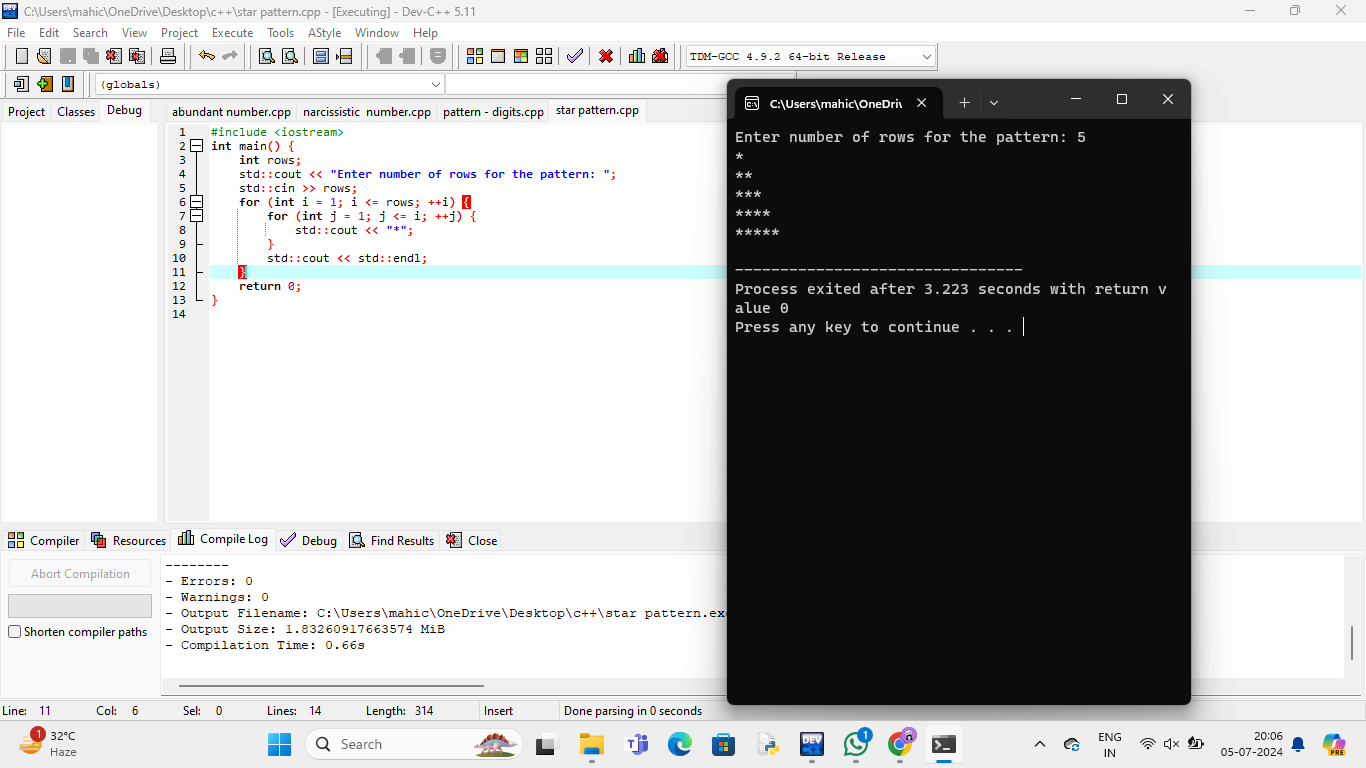 C:\Users\mahic\OneDrive\Desktop\c++\star pattern.cpp - [Executing] - Dev-C++ 5.11
File Edit Search View Project Execute Tools AStyle Window Help
TDM-GCC 4.9.2 64-bit Release
(globals)
Project Classes Debug
abundant number.cpp narcissistic number.cpp pattern - digits.cpp star pattern.cpp
1 #include <iostream>
2 int main() {
3 int rows;
4 std::cout << "Enter number of rows for the pattern: ";
5 std::cin >> rows;
6 for (int i = 1; i <= rows; ++i) {
7 for (int j = 1; j <= i; ++j) {
8 std::cout << "*";
9 }
10 std::cout << std::endl;
11 }
12 return 0;
13 }
14
C:\Users\mahic\OneDri
Enter number of rows for the pattern: 5
*
**
***
****
*****
--------------------------------
Process exited after 3.223 seconds with return v
alue 0
Press any key to continue . . .
Compiler Resources Compile Log Debug Find Results Close
Abort Compilation
Shorten compiler paths
--------
- Errors: 0
- Warnings: 0
- Output Filename: C:\Users\mahic\OneDrive\Desktop\c++\star pattern.exe
- Output Size: 1.83260917663574 MiB
- Compilation Time: 0.66s
Line: 11 Col: 6 Sel: 0 Lines: 14 Length: 314 Insert Done parsing in 0 seconds
1
32°C
Haze
Search
DEV
1
ENG
IN
20:06
05-07-2024
PRE